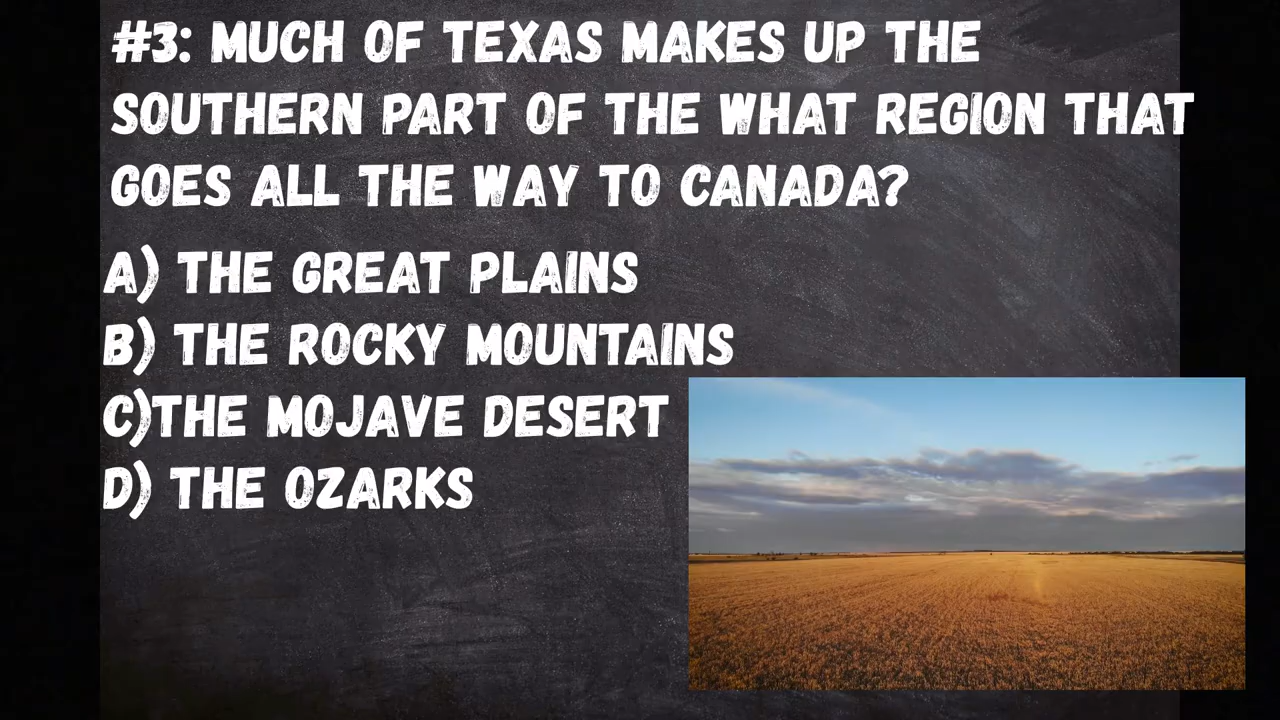 #3: MUCH OF TEXAS MAKES UP THE
SOUTHERN PART OF THE WHAT REGION THAT
GOES ALL THE WAY TO CANADA?
A) THE GREAT PLAINS
B) THE ROCKY MOUNTAINS
C)THE MOJAVE DESERT
D) THE OZARKS